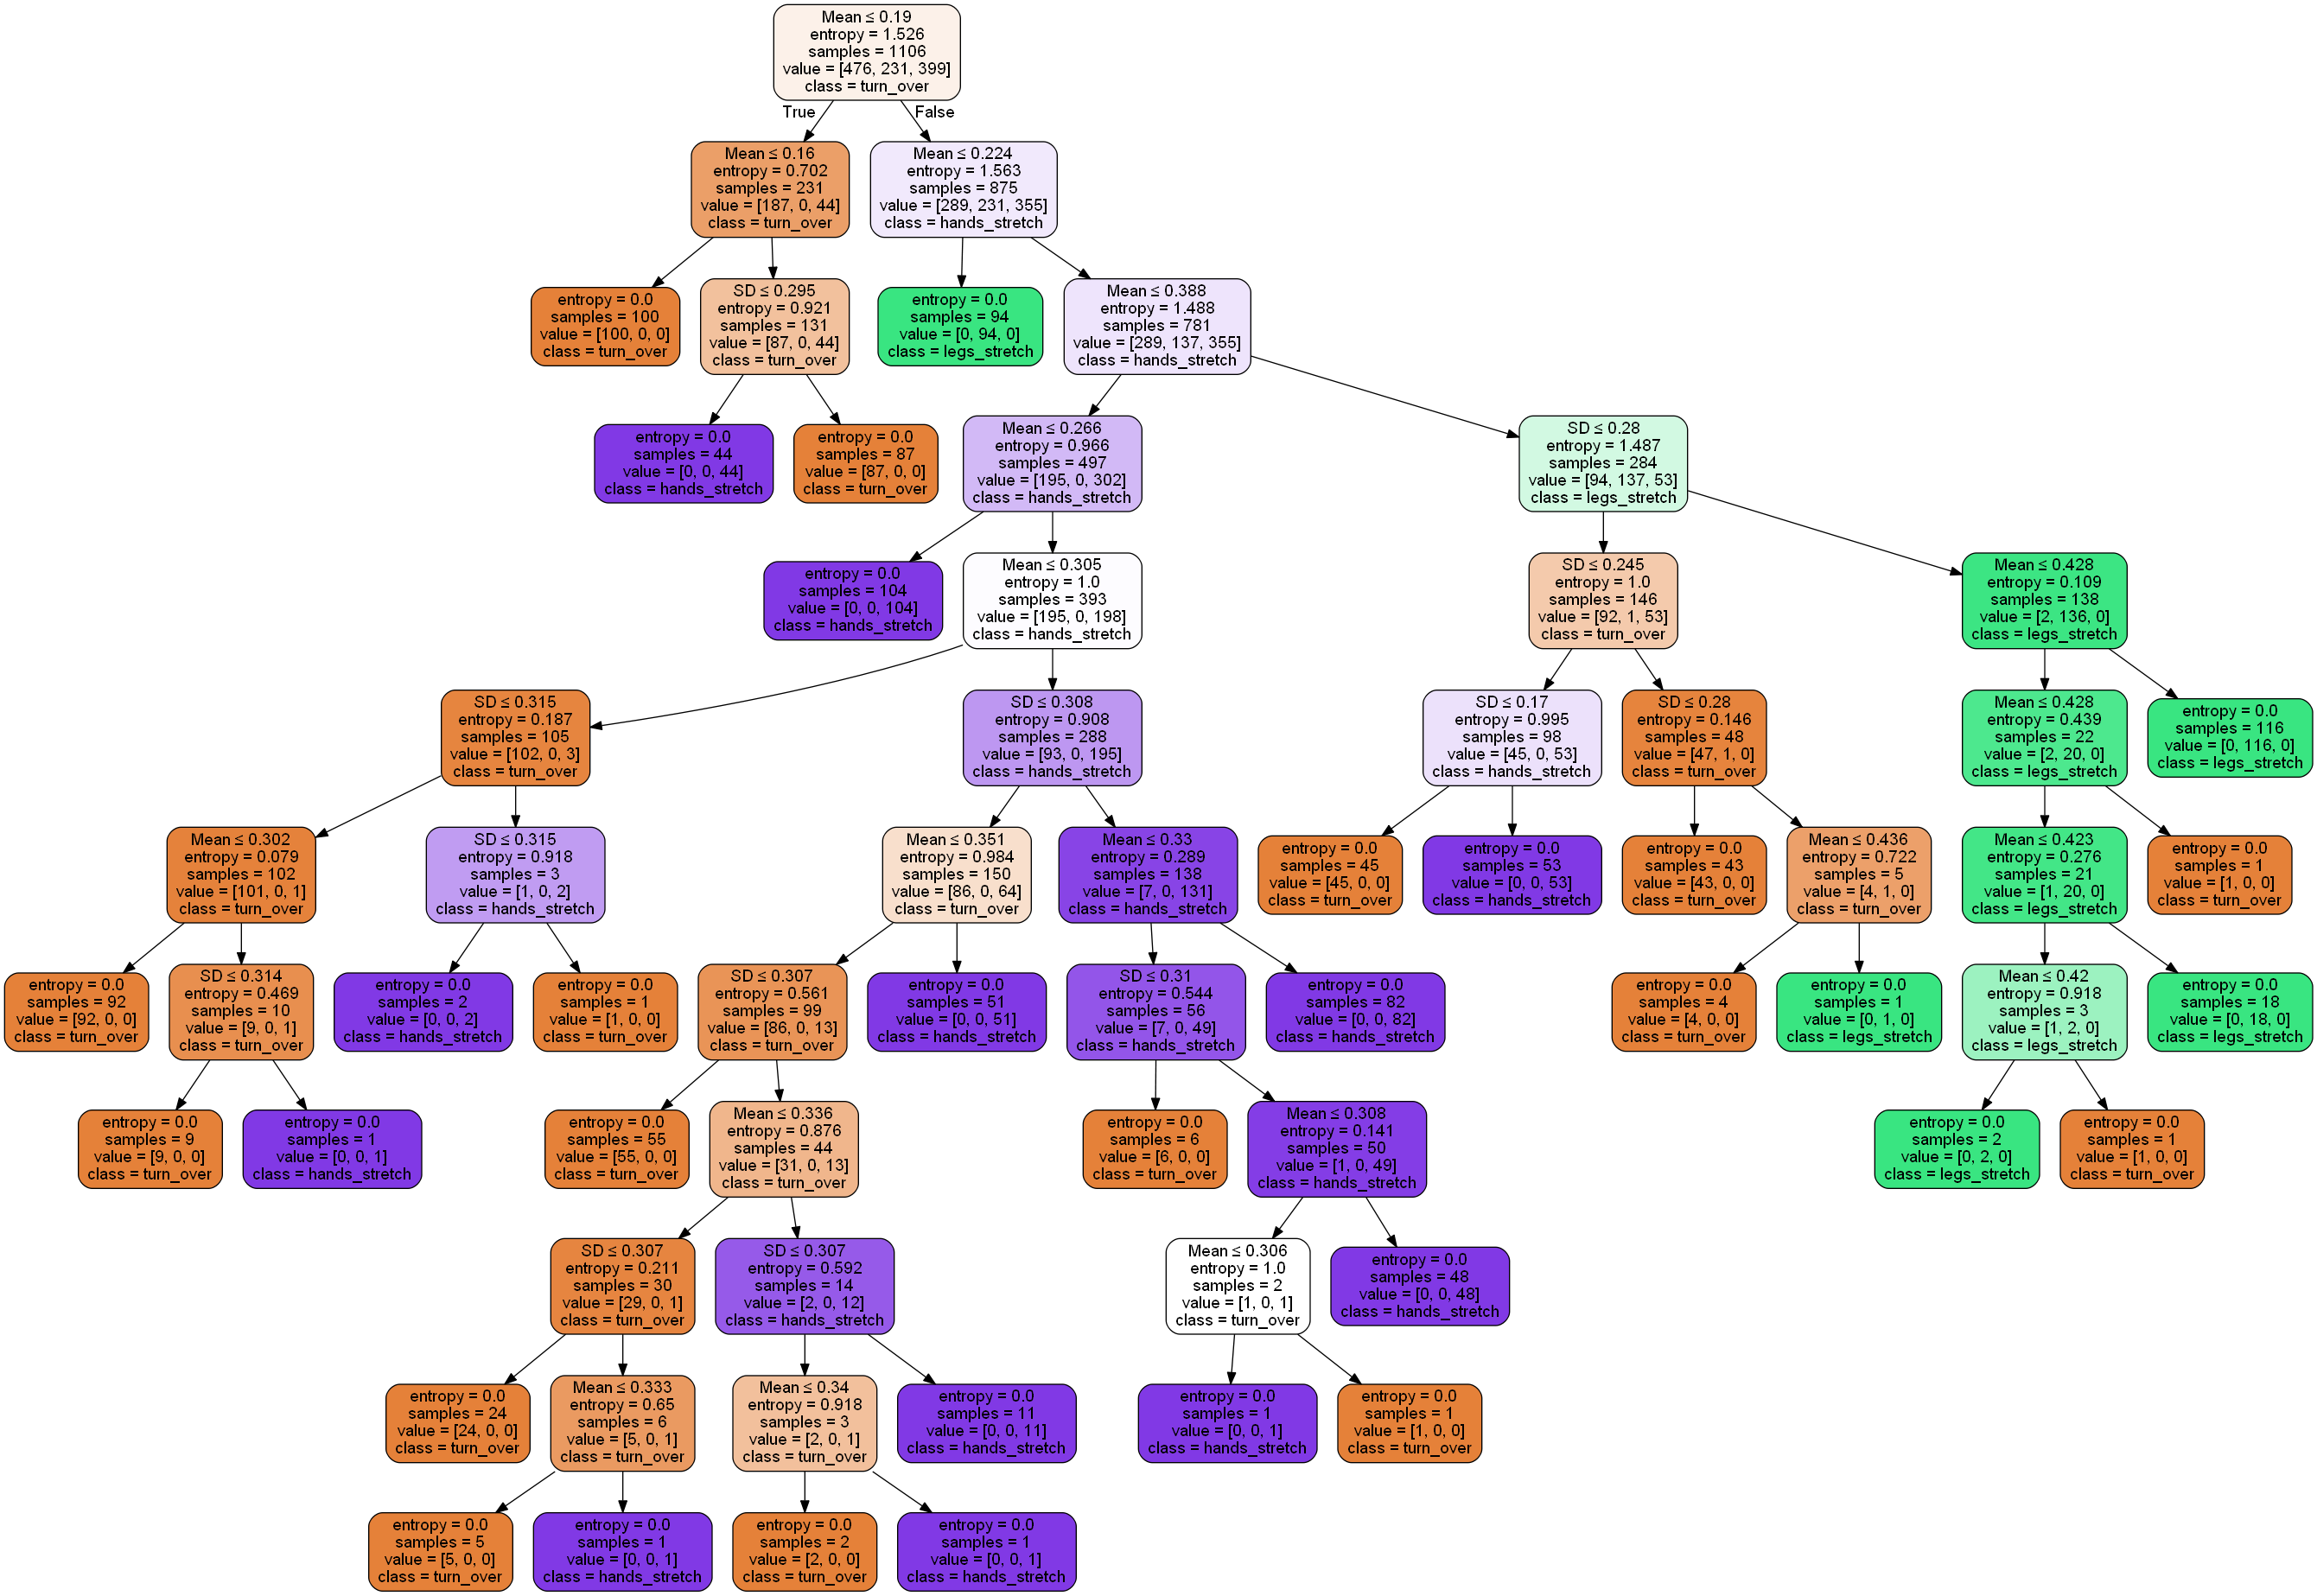 Mean ≤ 0.19
entropy = 1.526
samples = 1106
value = [476, 231, 399]
class = turn_over
True
False
Mean ≤ 0.16
entropy = 0.702
samples = 231
value = [187, 0, 44]
class = turn_over
Mean ≤ 0.224
entropy = 1.563
samples = 875
value = [289, 231, 355]
class = hands_stretch
entropy = 0.0
samples = 100
value = [100, 0, 0]
class = turn_over
SD ≤ 0.295
entropy = 0.921
samples = 131
value = [87, 0, 44]
class = turn_over
entropy = 0.0
samples = 94
value = [0, 94, 0]
class = legs_stretch
Mean ≤ 0.388
entropy = 1.488
samples = 781
value = [289, 137, 355]
class = hands_stretch
entropy = 0.0
samples = 44
value = [0, 0, 44]
class = hands_stretch
entropy = 0.0
samples = 87
value = [87, 0, 0]
class = turn_over
Mean ≤ 0.266
entropy = 0.966
samples = 497
value = [195, 0, 302]
class = hands_stretch
SD ≤ 0.28
entropy = 1.487
samples = 284
value = [94, 137, 53]
class = legs_stretch
entropy = 0.0
samples = 104
value = [0, 0, 104]
class = hands_stretch
Mean ≤ 0.305
entropy = 1.0
samples = 393
value = [195, 0, 198]
class = hands_stretch
SD ≤ 0.245
entropy = 1.0
samples = 146
value = [92, 1, 53]
class = turn_over
Mean ≤ 0.428
entropy = 0.109
samples = 138
value = [2, 136, 0]
class = legs_stretch
SD ≤ 0.315
entropy = 0.187
samples = 105
value = [102, 0, 3]
class = turn_over
SD ≤ 0.308
entropy = 0.908
samples = 288
value = [93, 0, 195]
class = hands_stretch
SD ≤ 0.17
entropy = 0.995
samples = 98
value = [45, 0, 53]
class = hands_stretch
SD ≤ 0.28
entropy = 0.146
samples = 48
value = [47, 1, 0]
class = turn_over
Mean ≤ 0.428
entropy = 0.439
samples = 22
value = [2, 20, 0]
class = legs_stretch
entropy = 0.0
samples = 116
value = [0, 116, 0]
class = legs_stretch
Mean ≤ 0.302
entropy = 0.079
samples = 102
value = [101, 0, 1]
class = turn_over
SD ≤ 0.315
entropy = 0.918
samples = 3
value = [1, 0, 2]
class = hands_stretch
Mean ≤ 0.351
entropy = 0.984
samples = 150
value = [86, 0, 64]
class = turn_over
Mean ≤ 0.33
entropy = 0.289
samples = 138
value = [7, 0, 131]
class = hands_stretch
entropy = 0.0
samples = 45
value = [45, 0, 0]
class = turn_over
entropy = 0.0
samples = 53
value = [0, 0, 53]
class = hands_stretch
entropy = 0.0
samples = 43
value = [43, 0, 0]
class = turn_over
Mean ≤ 0.436
entropy = 0.722
samples = 5
value = [4, 1, 0]
class = turn_over
Mean ≤ 0.423
entropy = 0.276
samples = 21
value = [1, 20, 0]
class = legs_stretch
entropy = 0.0
samples = 1
value = [1, 0, 0]
class = turn_over
entropy = 0.0
samples = 92
value = [92, 0, 0]
class = turn_over
SD ≤ 0.314
entropy = 0.469
samples = 10
value = [9, 0, 1]
class = turn_over
entropy = 0.0
samples = 2
value = [0, 0, 2]
class = hands_stretch
entropy = 0.0
samples = 1
value = [1, 0, 0]
class = turn_over
SD ≤ 0.307
entropy = 0.561
samples = 99
value = [86, 0, 13]
class = turn_over
entropy = 0.0
samples = 51
value = [0, 0, 51]
class = hands_stretch
SD ≤ 0.31
entropy = 0.544
samples = 56
value = [7, 0, 49]
class = hands_stretch
entropy = 0.0
samples = 82
value = [0, 0, 82]
class = hands_stretch
entropy = 0.0
samples = 4
value = [4, 0, 0]
class = turn_over
entropy = 0.0
samples = 1
value = [0, 1, 0]
class = legs_stretch
Mean ≤ 0.42
entropy = 0.918
samples = 3
value = [1, 2, 0]
class = legs_stretch
entropy = 0.0
samples = 18
value = [0, 18, 0]
class = legs_stretch
entropy = 0.0
samples = 9
value = [9, 0, 0]
class = turn_over
entropy = 0.0
samples = 1
value = [0, 0, 1]
class = hands_stretch
entropy = 0.0
samples = 55
value = [55, 0, 0]
class = turn_over
Mean ≤ 0.336
entropy = 0.876
samples = 44
value = [31, 0, 13]
class = turn_over
entropy = 0.0
samples = 6
value = [6, 0, 0]
class = turn_over
Mean ≤ 0.308
entropy = 0.141
samples = 50
value = [1, 0, 49]
class = hands_stretch
entropy = 0.0
samples = 2
value = [0, 2, 0]
class = legs_stretch
entropy = 0.0
samples = 1
value = [1, 0, 0]
class = turn_over
SD ≤ 0.307
entropy = 0.211
samples = 30
value = [29, 0, 1]
class = turn_over
SD ≤ 0.307
entropy = 0.592
samples = 14
value = [2, 0, 12]
class = hands_stretch
Mean ≤ 0.306
entropy = 1.0
samples = 2
value = [1, 0, 1]
class = turn_over
entropy = 0.0
samples = 48
value = [0, 0, 48]
class = hands_stretch
entropy = 0.0
samples = 24
value = [24, 0, 0]
class = turn_over
Mean ≤ 0.333
entropy = 0.65
samples = 6
value = [5, 0, 1]
class = turn_over
Mean ≤ 0.34
entropy = 0.918
samples = 3
value = [2, 0, 1]
class = turn_over
entropy = 0.0
samples = 11
value = [0, 0, 11]
class = hands_stretch
entropy = 0.0
samples = 1
value = [0, 0, 1]
class = hands_stretch
entropy = 0.0
samples = 1
value = [1, 0, 0]
class = turn_over
entropy = 0.0
samples = 5
value = [5, 0, 0]
class = turn_over
entropy = 0.0
samples = 1
value = [0, 0, 1]
class = hands_stretch
entropy = 0.0
samples = 2
value = [2, 0, 0]
class = turn_over
entropy = 0.0
samples = 1
value = [0, 0, 1]
class = hands_stretch